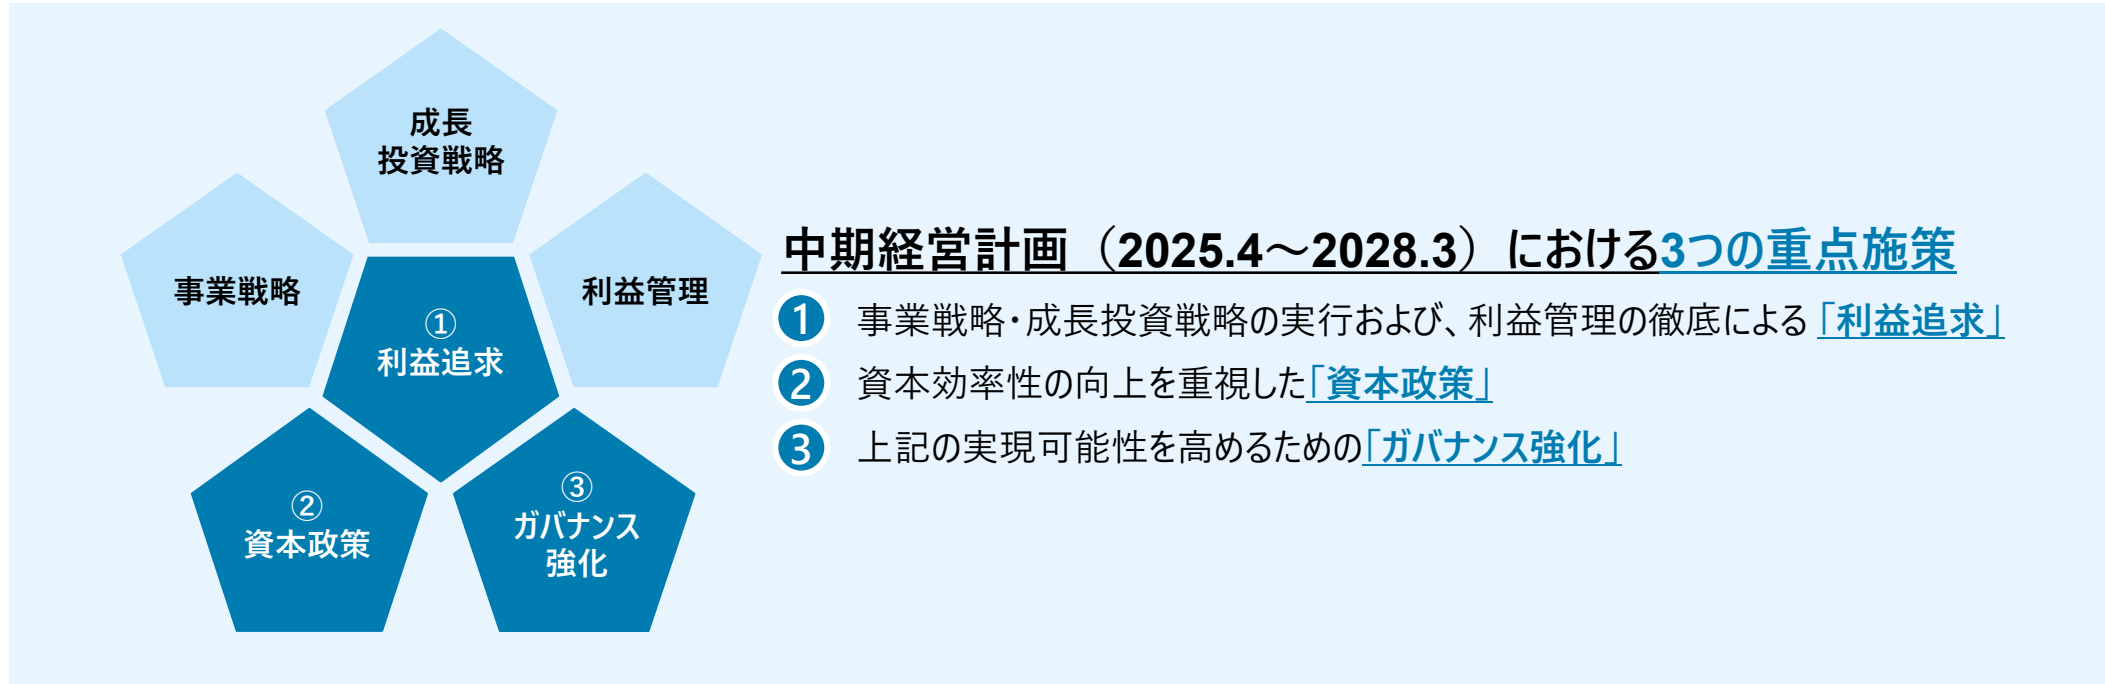 成長
投資戦略
事業戦略
利益管理
①
利益追求
②
資本政策
③
ガバナンス
強化
中期経営計画（2025.4～2028.3）における3つの重点施策
1 事業戦略・成長投資戦略の実行および、利益管理の徹底による「利益追求」
2 資本効率性の向上を重視した「資本政策」
3 上記の実現可能性を高めるための「ガバナンス強化」